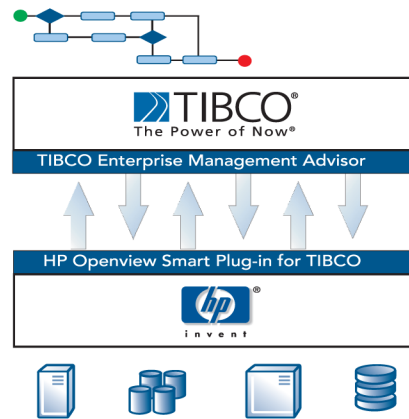 TIBCO®
The Power of Now®
TIBCO Enterprise Management Advisor
HP Openview Smart Plug-in for TIBCO
hp ®
invent